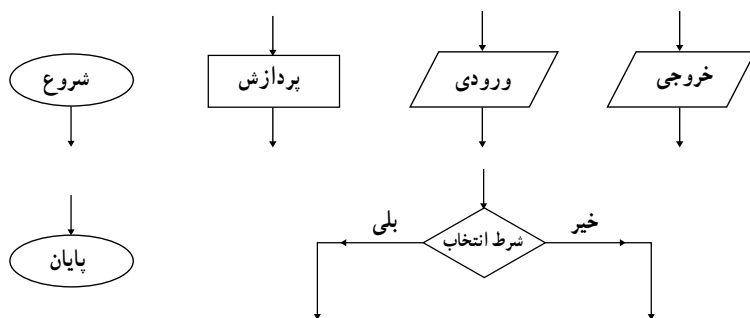 شروع
پردازش
ورودی
خروجی
بلی
خیر
شرط انتخاب
پایان